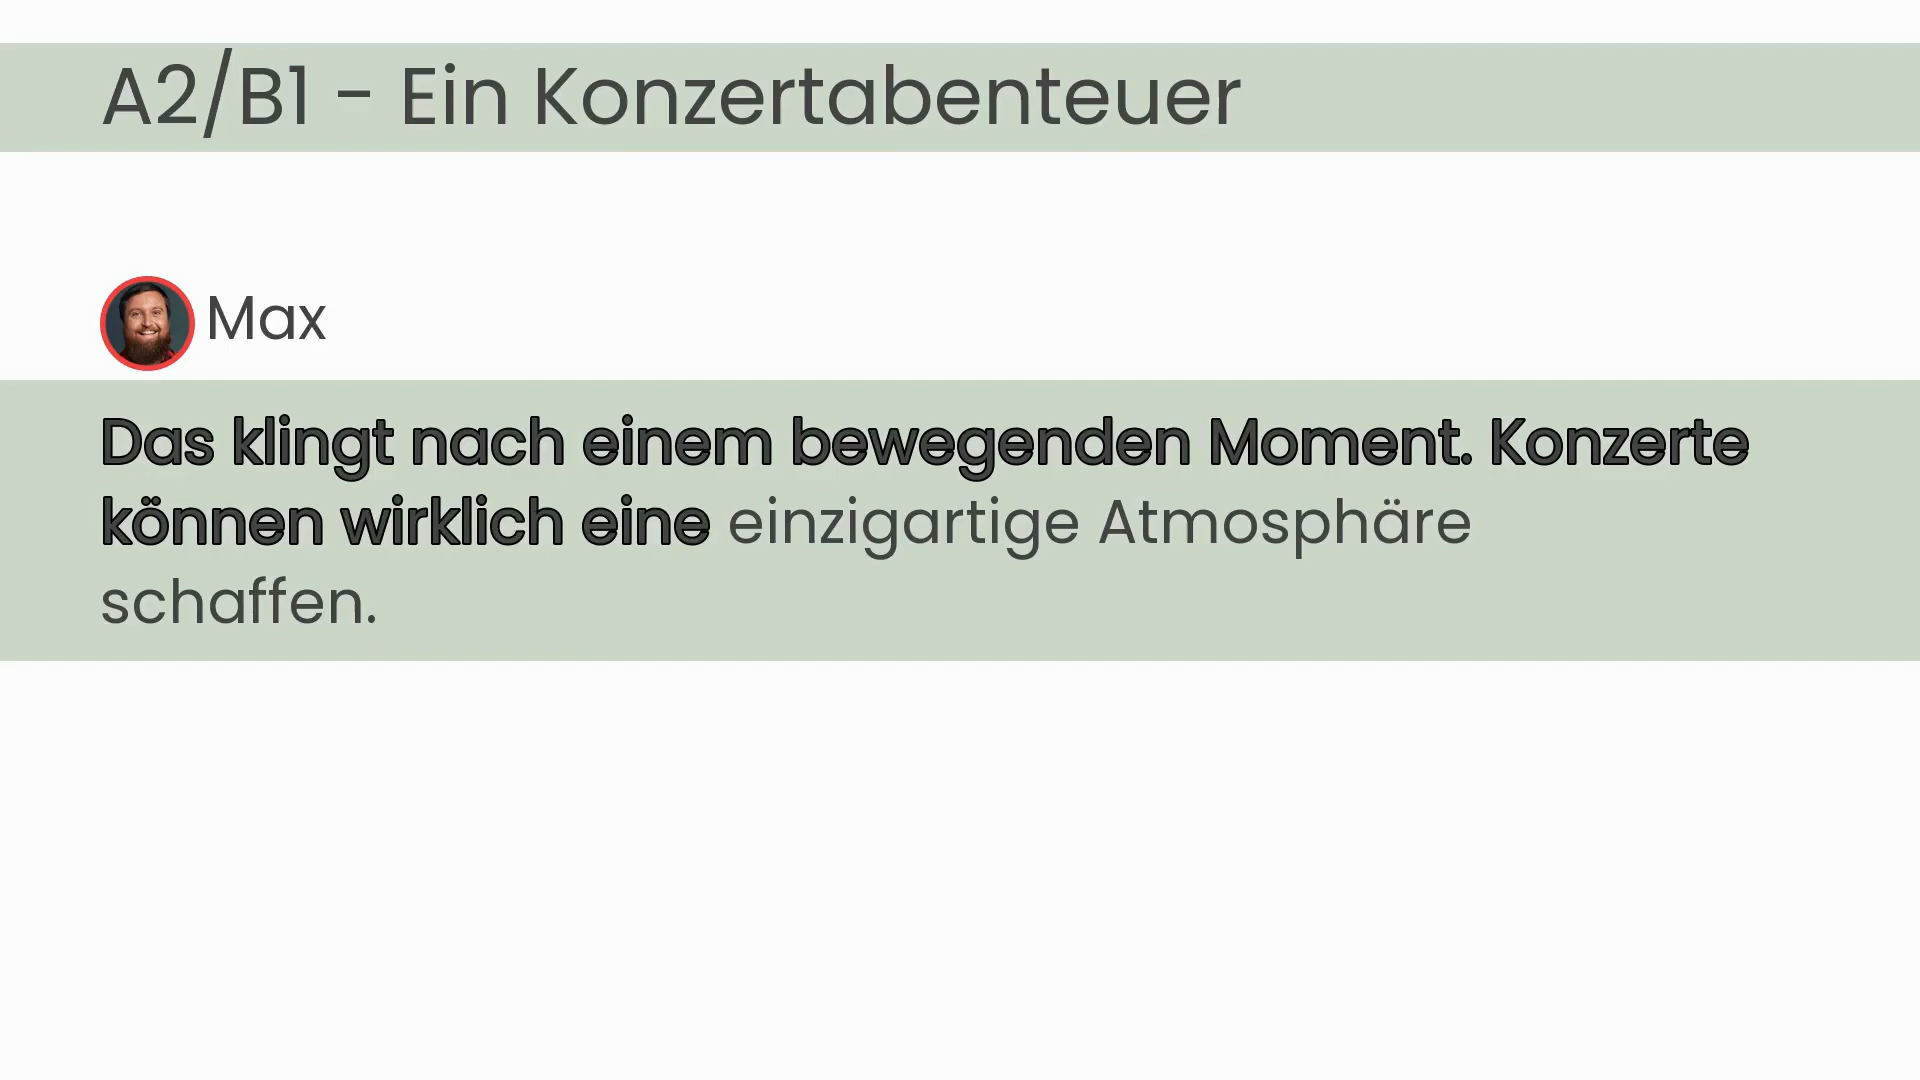 A2/B1 - Ein Konzertabenteuer
Max
Das klingt nach einem bewegenden Moment. Konzerte
können wirklich eine einzigartige Atmosphäre
schaffen.